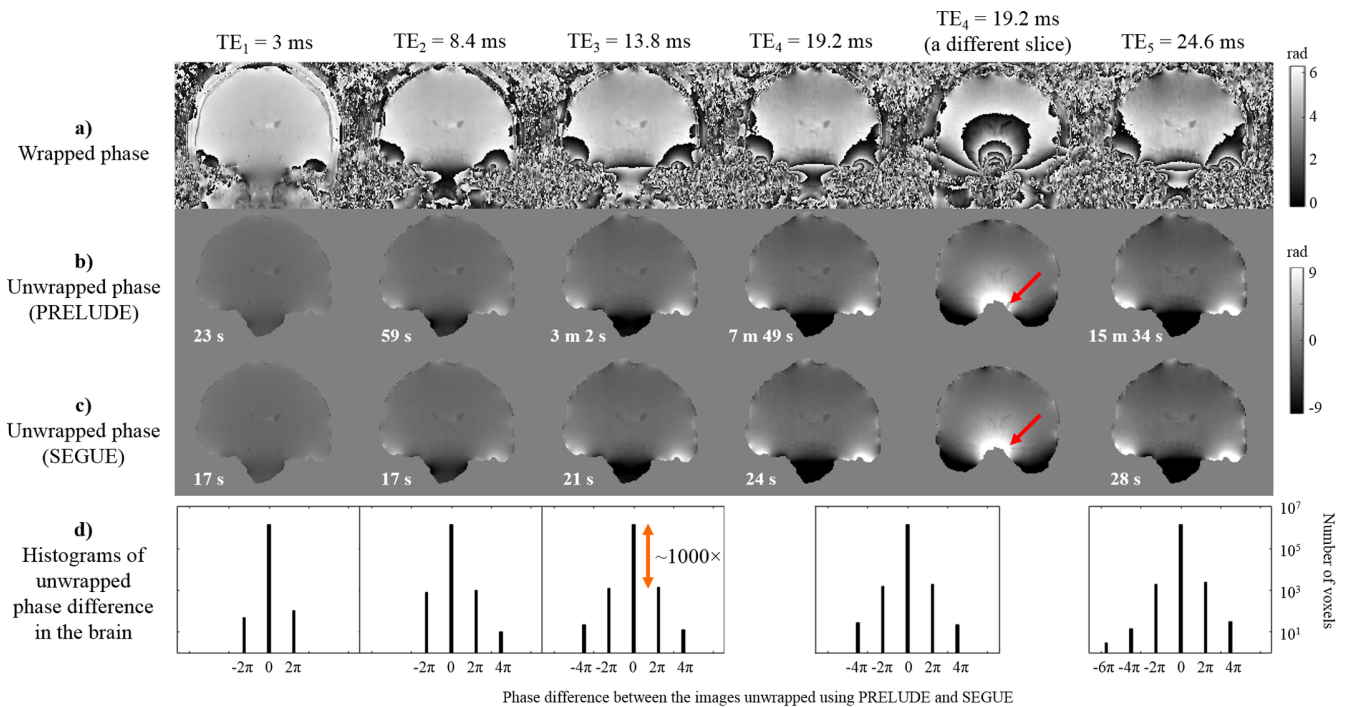 TE1 = 3 ms
TE2 = 8.4 ms
TE3 = 13.8 ms
TE4 = 19.2 ms
TE4 = 19.2 ms
(a different slice)
TE5 = 24.6 ms
a)
Wrapped phase
rad
6
4
2
0
b)
Unwrapped phase
(PRELUDE)
23 s
59 s
3 m 2 s
7 m 49 s
15 m 34 s
rad
9
0
-9
c)
Unwrapped phase
(SEGUE)
17 s
17 s
21 s
24 s
28 s
d)
Histograms of
unwrapped
phase difference
in the brain
~1000×
10^7
10^5
10^3
10^1
Number of voxels
-2π 0 2π
-2π 0 2π 4π
-4π -2π 0 2π 4π
-4π -2π 0 2π 4π
-6π -4π -2π 0 2π 4π
Phase difference between the images unwrapped using PRELUDE and SEGUE